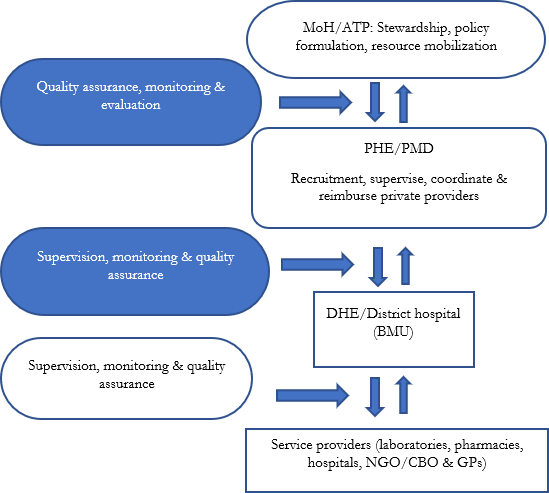 MoH/ATP: Stewardship, policy
formulation, resource mobilization
Quality assurance, monitoring &
evaluation
PHE/PMD
Recruitment, supervise, coordinate &
reimburse private providers
Supervision, monitoring & quality
assurance
DHE/District hospital
(BMU)
Supervision, monitoring & quality
assurance
Service providers (laboratories, pharmacies,
hospitals, NGO/CBO & GPs)